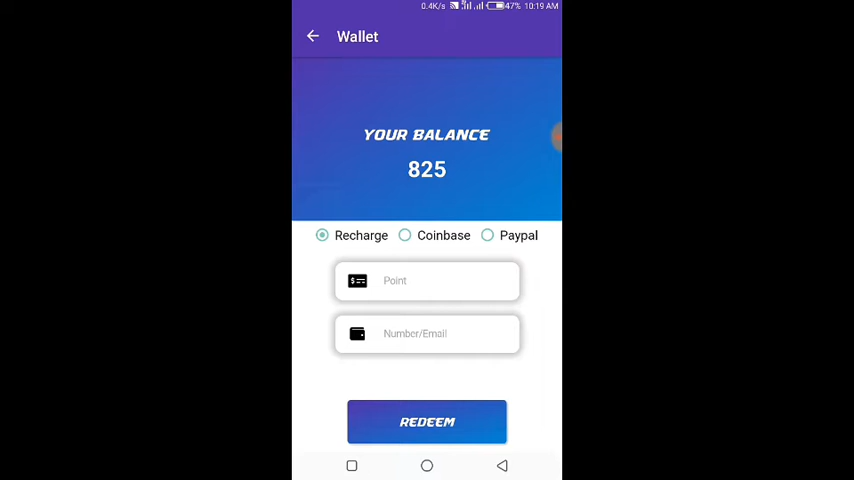 0.4K/s 47% 10:19 AM
Wallet
YOUR BALANCE
825
Recharge Coinbase Paypal
Point
Number/Email
REDEEM